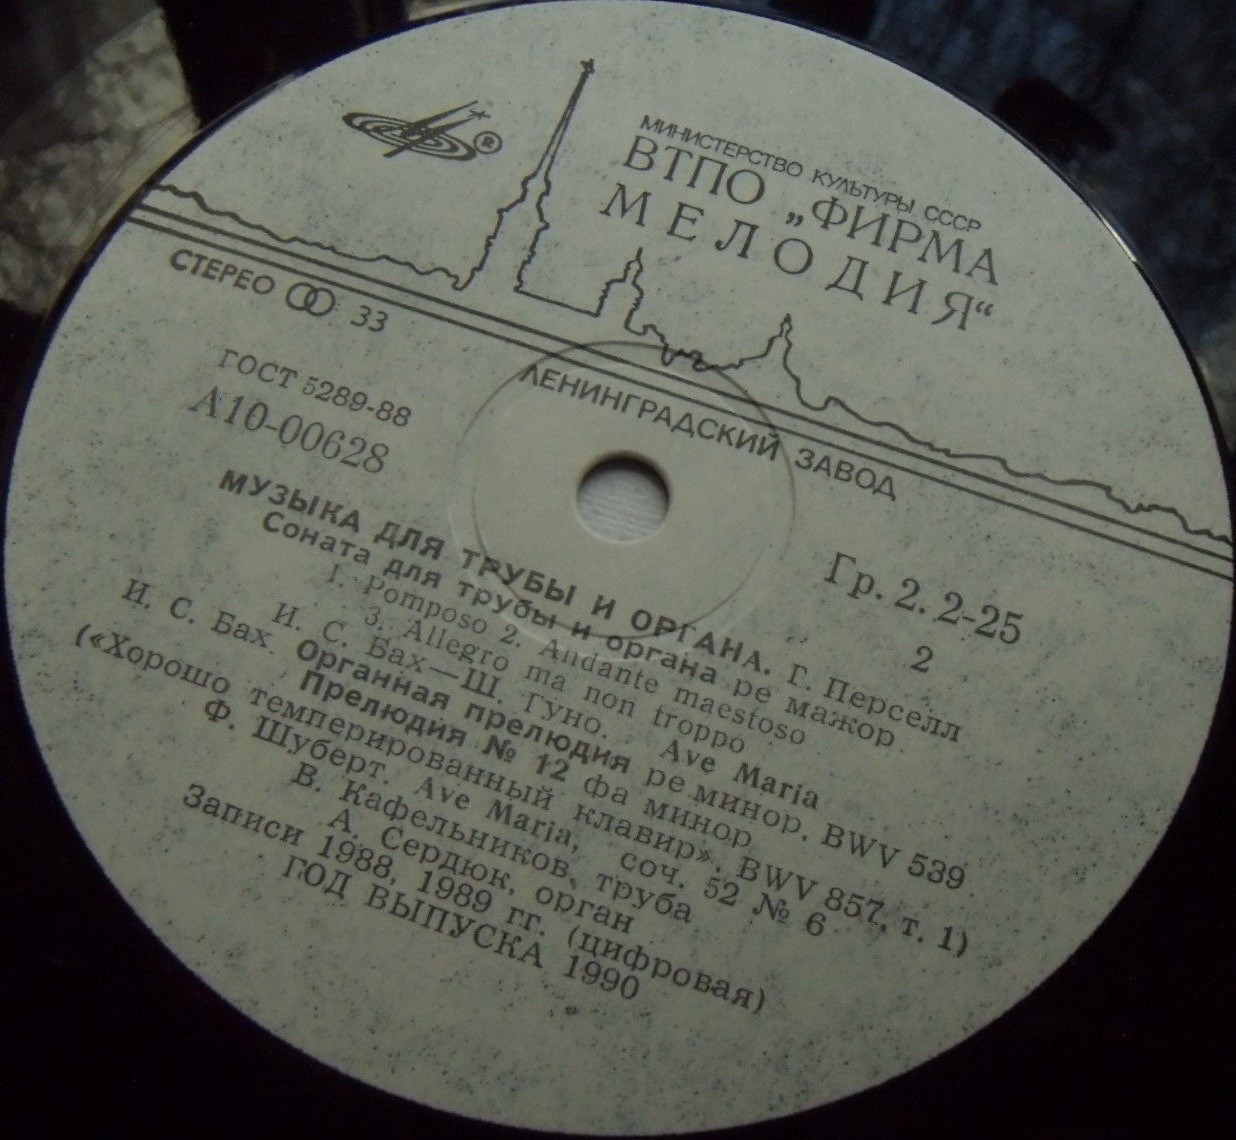 ®
МИНИСТЕРСТВО КУЛЬТУРЫ СССР
ВТПО „ФИРМА
МЕЛОДИЯ“
СТЕРЕО 33
ЛЕНИНГРАДСКИЙ ЗАВОД
ГОСТ 5289-88
А10-00628
Гр. 2. 2-25
2
МУЗЫКА ДЛЯ ТРУБЫ И ОРГАНА. Г. Перселл
Соната для трубы и органа ре мажор
1. Pomposo 2. Andante maestoso
3. Allegro ma non troppo
И. С. Бах—Ш. Гуно. Ave Maria
И. С. Бах. Органная прелюдия ре минор, BWV 539
Прелюдия № 12 фа минор
(«Хорошо темперированный клавир», BWV 857, т. 1)
Ф. Шуберт. Ave Maria, соч. 52 № 6
В. Кафельников, труба
А. Сердюк, орган
Записи 1988, 1989 гг. (цифровая)
ГОД ВЫПУСКА 1990